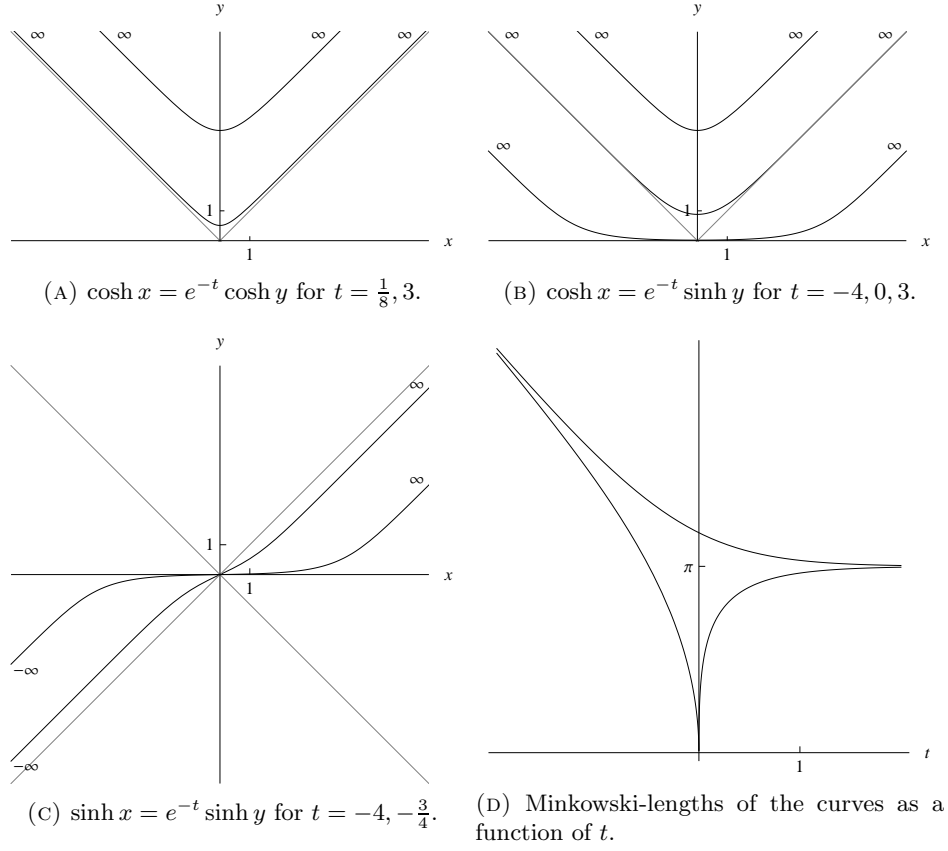 y
∞ ∞ ∞ ∞
1
1
x
(A) cosh x = e^{-t} cosh y for t = 1/8, 3.
y
∞ ∞ ∞ ∞
∞ ∞
1
1
x
(B) cosh x = e^{-t} sinh y for t = −4, 0, 3.
y
∞
∞
1
x
1
−∞
−∞
(C) sinh x = e^{-t} sinh y for t = −4, −3/4.
π
t
1
(D) Minkowski-lengths of the curves as a
function of t.